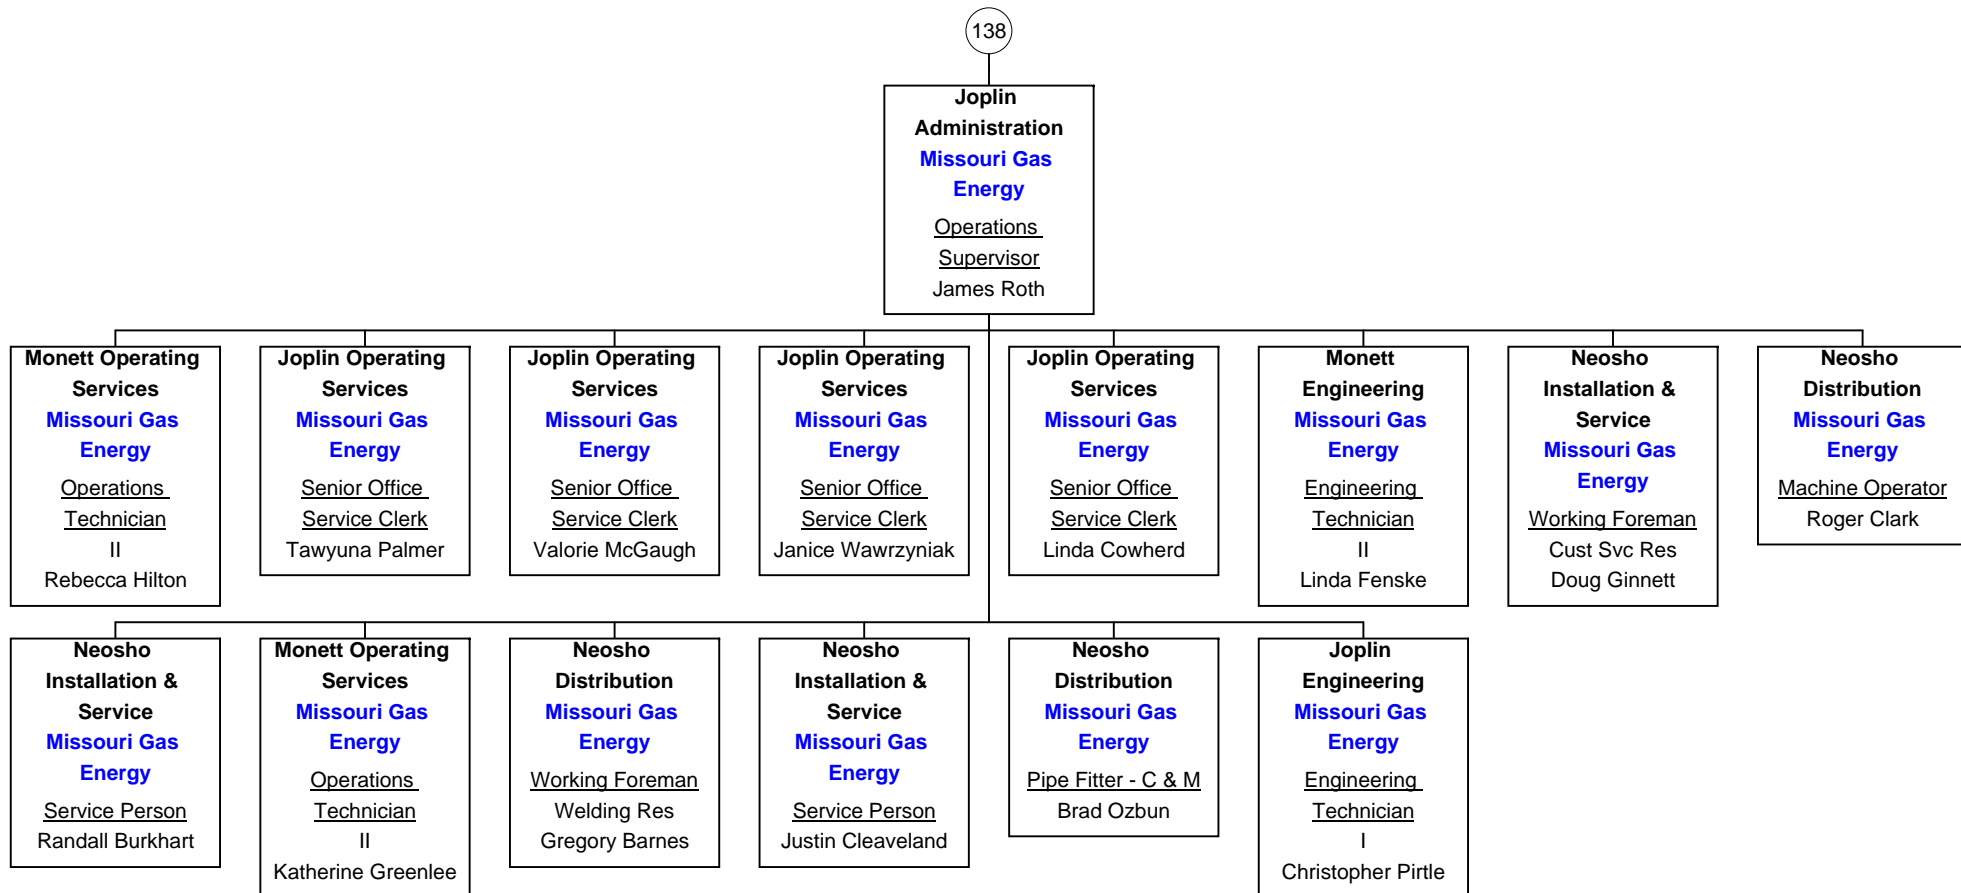 138
Joplin
Administration
Missouri Gas
Energy
Operations
Supervisor
James Roth
Monett Operating
Services
Missouri Gas
Energy
Operations
Technician
II
Rebecca Hilton
Joplin Operating
Services
Missouri Gas
Energy
Senior Office
Service Clerk
Tawyuna Palmer
Joplin Operating
Services
Missouri Gas
Energy
Senior Office
Service Clerk
Valorie McGaugh
Joplin Operating
Services
Missouri Gas
Energy
Senior Office
Service Clerk
Janice Wawrzyniak
Joplin Operating
Services
Missouri Gas
Energy
Senior Office
Service Clerk
Linda Cowherd
Monett
Engineering
Missouri Gas
Energy
Engineering
Technician
II
Linda Fenske
Neosho
Installation &
Service
Missouri Gas
Energy
Working Foreman
Cust Svc Res
Doug Ginnett
Neosho
Distribution
Missouri Gas
Energy
Machine Operator
Roger Clark
Neosho
Installation &
Service
Missouri Gas
Energy
Service Person
Randall Burkhart
Monett Operating
Services
Missouri Gas
Energy
Operations
Technician
II
Katherine Greenlee
Neosho
Distribution
Missouri Gas
Energy
Working Foreman
Welding Res
Gregory Barnes
Neosho
Installation &
Service
Missouri Gas
Energy
Service Person
Justin Cleaveland
Neosho
Distribution
Missouri Gas
Energy
Pipe Fitter - C & M
Brad Ozbun
Joplin
Engineering
Missouri Gas
Energy
Engineering
Technician
I
Christopher Pirtle